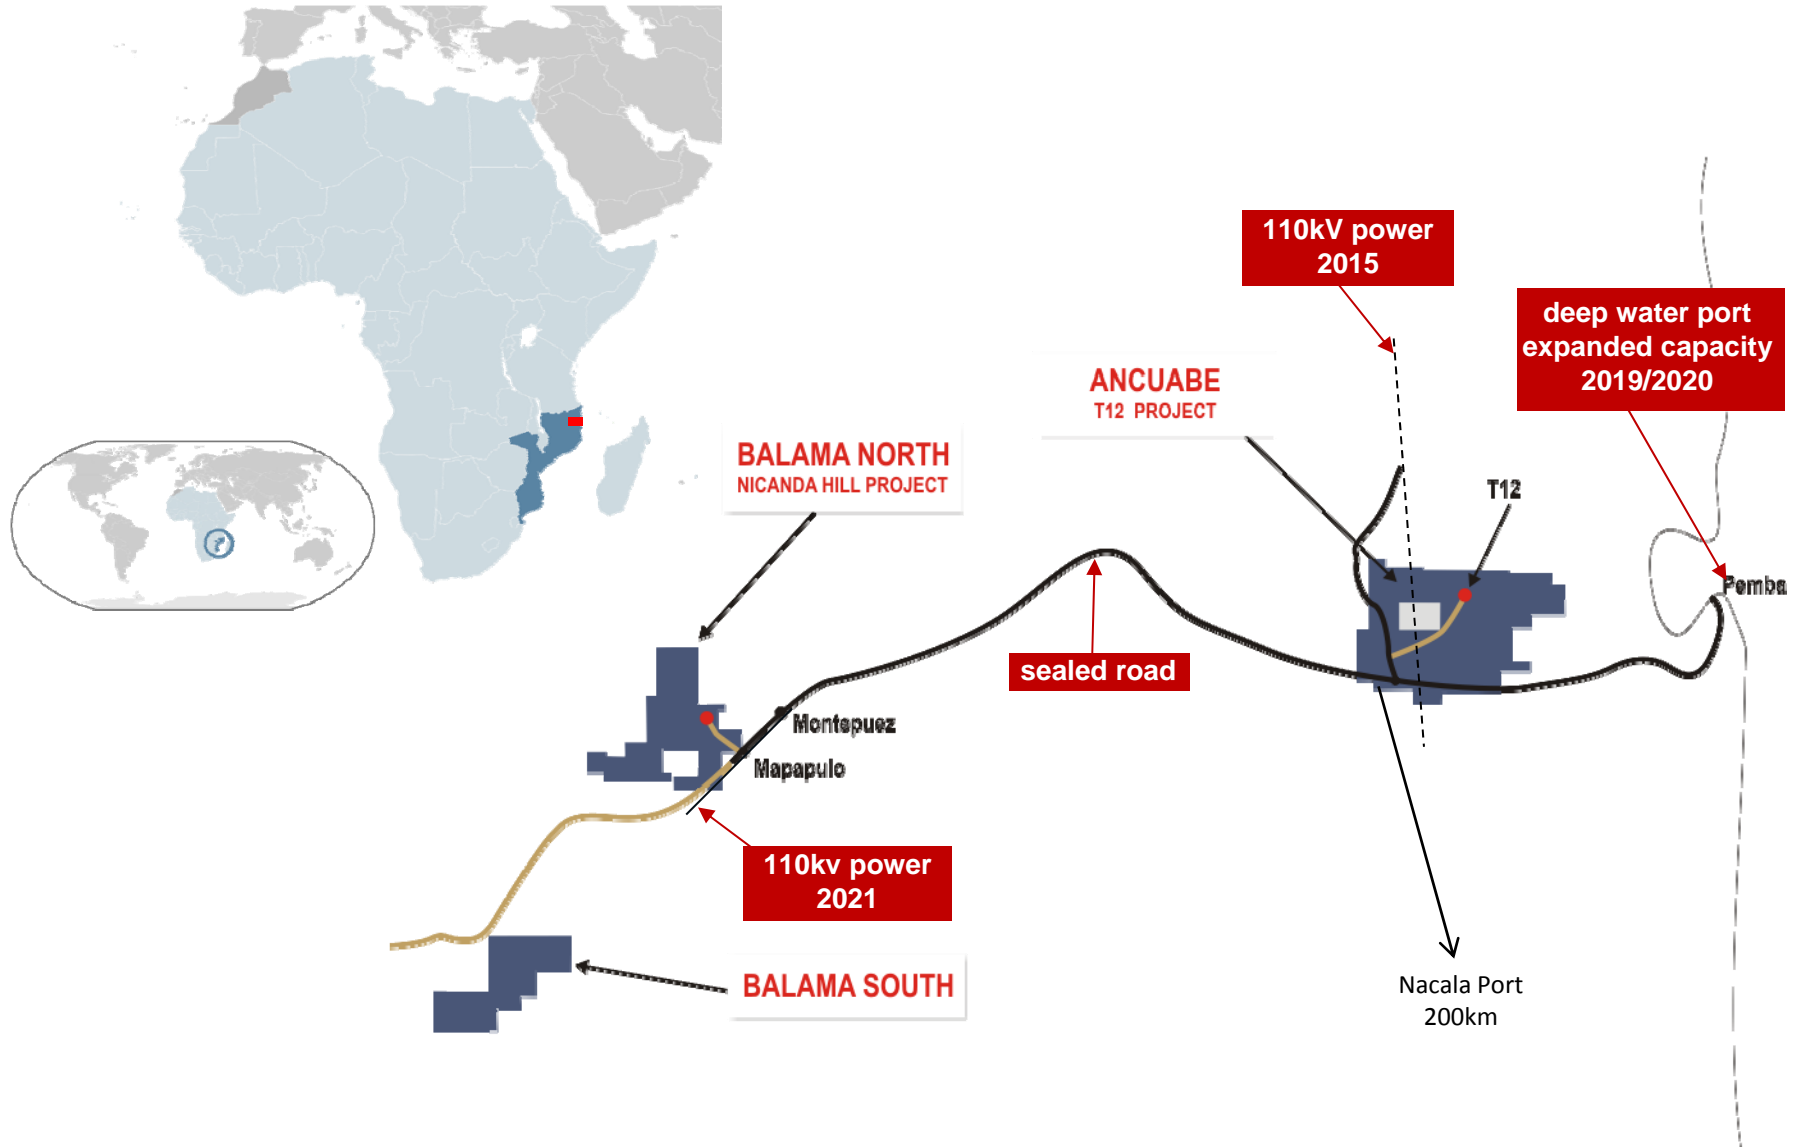 110kV power
2015
deep water port
expanded capacity
2019/2020
ANCUABE
T12 PROJECT
BALAMA NORTH
NICANDA HILL PROJECT
T12
Pemba
sealed road
Montepuez
Mapapulo
110kv power
2021
BALAMA SOUTH
Nacala Port
200km